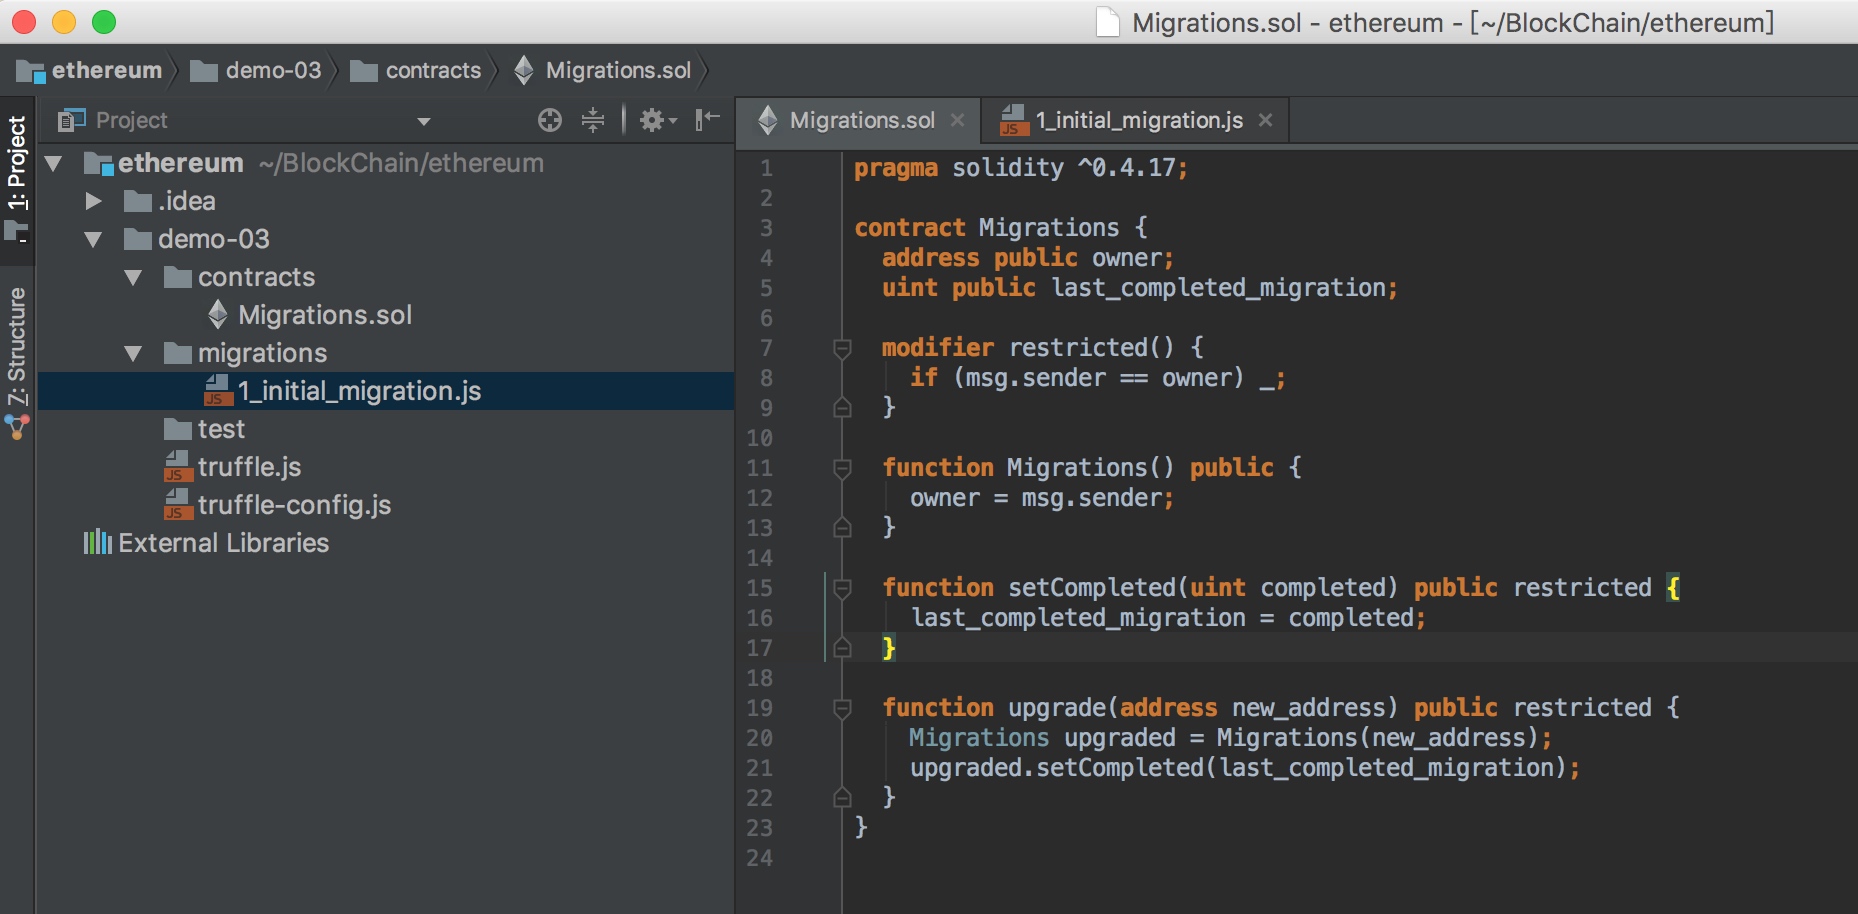 Migrations.sol - ethereum - [~/BlockChain/ethereum]
ethereum demo-03 contracts Migrations.sol
1: Project
7: Structure
Project
ethereum ~/BlockChain/ethereum
.idea
demo-03
contracts
Migrations.sol
migrations
JS 1_initial_migration.js
test
JS truffle.js
JS truffle-config.js
External Libraries
Migrations.sol JS 1_initial_migration.js
1 pragma solidity ^0.4.17;
2
3 contract Migrations {
4   address public owner;
5   uint public last_completed_migration;
6
7   modifier restricted() {
8     if (msg.sender == owner) _;
9   }
10
11   function Migrations() public {
12     owner = msg.sender;
13   }
14
15   function setCompleted(uint completed) public restricted {
16     last_completed_migration = completed;
17   }
18
19   function upgrade(address new_address) public restricted {
20     Migrations upgraded = Migrations(new_address);
21     upgraded.setCompleted(last_completed_migration);
22   }
23 }
24